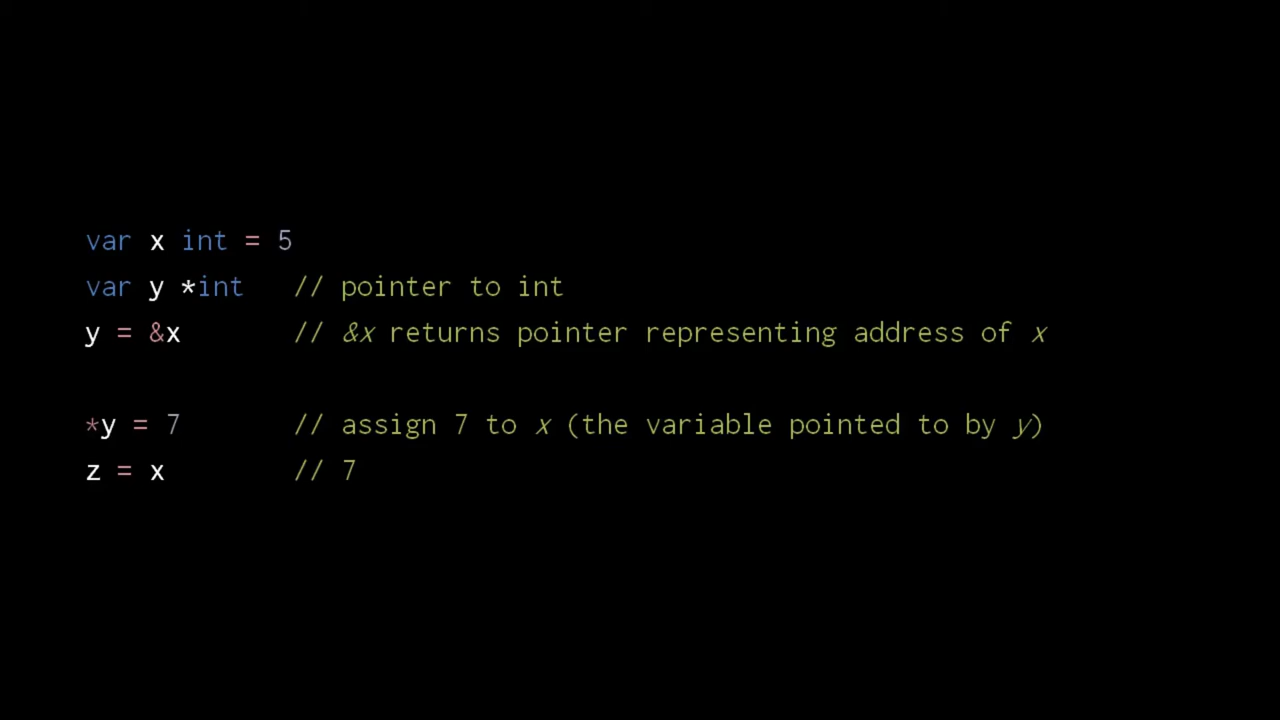 var x int = 5
var y *int // pointer to int
y = &x // &x returns pointer representing address of x
*y = 7 // assign 7 to x (the variable pointed to by y)
z = x // 7